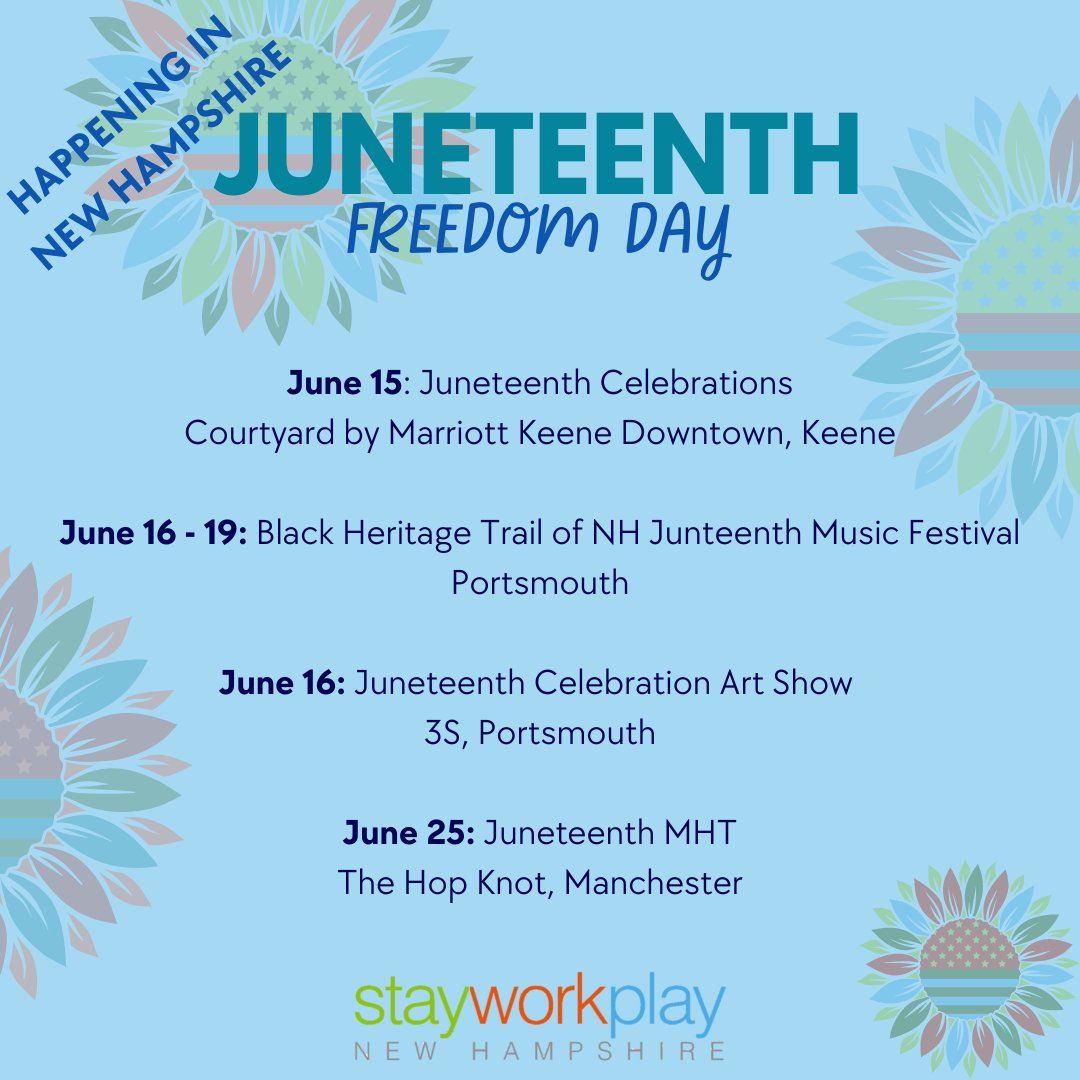 HAPPENING IN
NEW HAMPSHIRE
JUNETEENTH
FREEDOM DAY
June 15: Juneteenth Celebrations
Courtyard by Marriott Keene Downtown, Keene
June 16 - 19: Black Heritage Trail of NH Junteenth Music Festival
Portsmouth
June 16: Juneteenth Celebration Art Show
3S, Portsmouth
June 25: Juneteenth MHT
The Hop Knot, Manchester
stayworkplay
NEW HAMPSHIRE